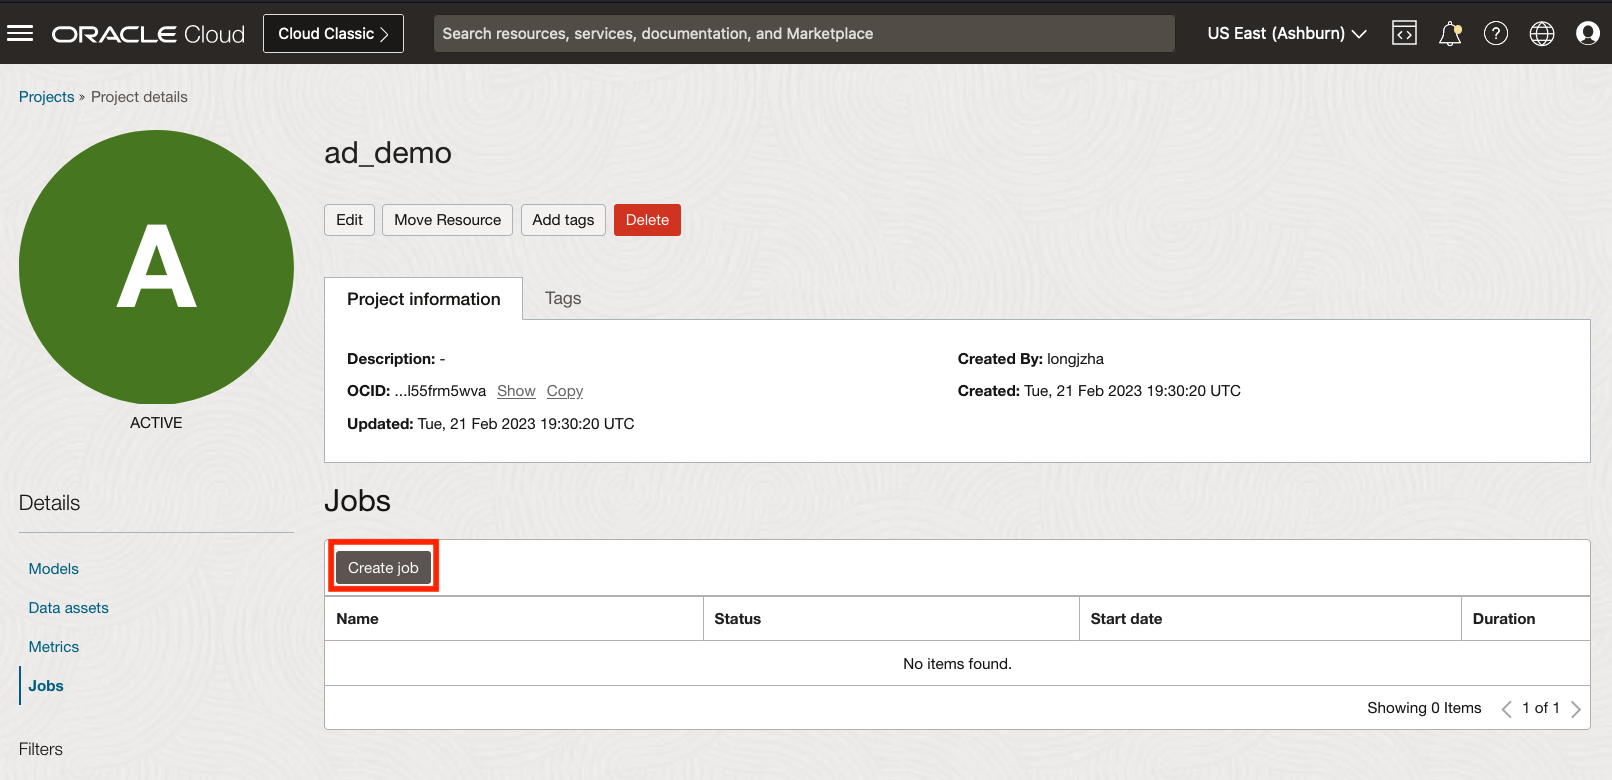 ORACLE Cloud
Cloud Classic
Search resources, services, documentation, and Marketplace
US East (Ashburn)
Projects » Project details
A
ACTIVE
ad_demo
Edit
Move Resource
Add tags
Delete
Project information
Tags
Description: -
OCID: ...l55frm5wva Show Copy
Updated: Tue, 21 Feb 2023 19:30:20 UTC
Created By: longjzha
Created: Tue, 21 Feb 2023 19:30:20 UTC
Details
Models
Data assets
Metrics
Jobs
Filters
Jobs
Create job
Name Status Start date Duration
No items found.
Showing 0 Items < 1 of 1 >